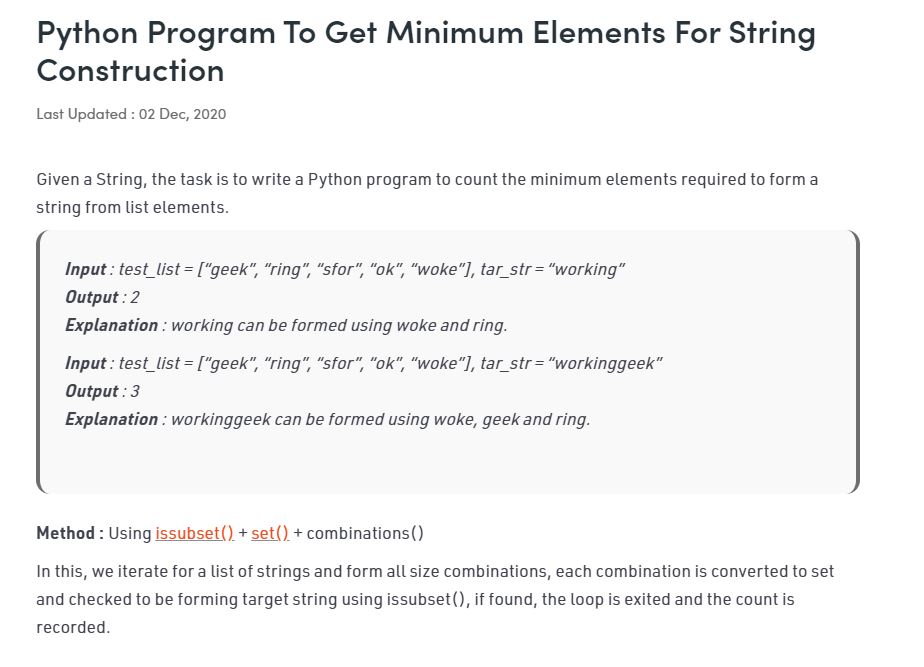 Python Program To Get Minimum Elements For String
Construction
Last Updated : 02 Dec, 2020
Given a String, the task is to write a Python program to count the minimum elements required to form a
string from list elements.
Input : test_list = [“geek”, “ring”, “sfor”, “ok”, “woke”], tar_str = “working”
Output : 2
Explanation : working can be formed using woke and ring.
Input : test_list = [“geek”, “ring”, “sfor”, “ok”, “woke”], tar_str = “workinggeek”
Output : 3
Explanation : workinggeek can be formed using woke, geek and ring.
Method : Using issubset() + set() + combinations()
In this, we iterate for a list of strings and form all size combinations, each combination is converted to set
and checked to be forming target string using issubset(), if found, the loop is exited and the count is
recorded.